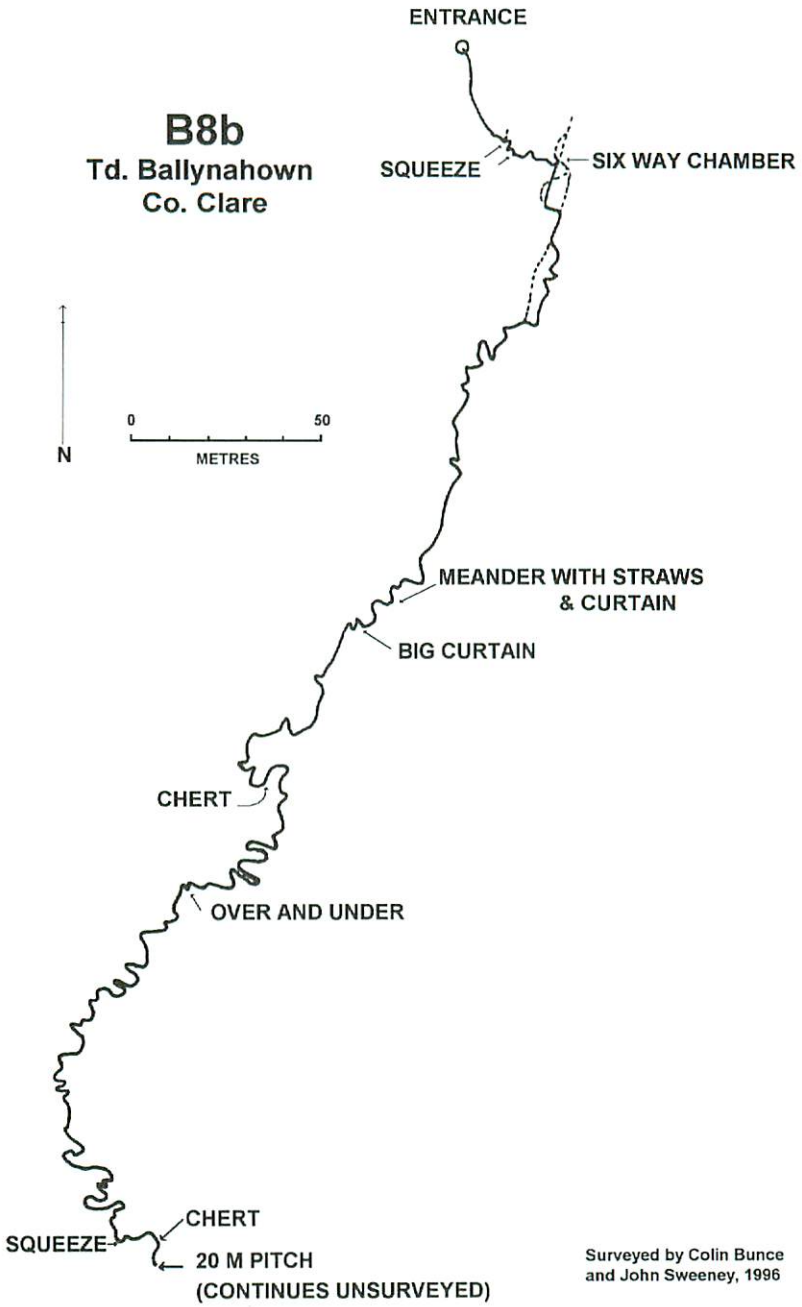 ENTRANCE
B8b
Td. Ballynahown
Co. Clare
SQUEEZE
SIX WAY CHAMBER
0 50
METRES
N
MEANDER WITH STRAWS
& CURTAIN
BIG CURTAIN
CHERT
OVER AND UNDER
CHERT
SQUEEZE
20 M PITCH
(CONTINUES UNSURVEYED)
Surveyed by Colin Bunce
and John Sweeney, 1996